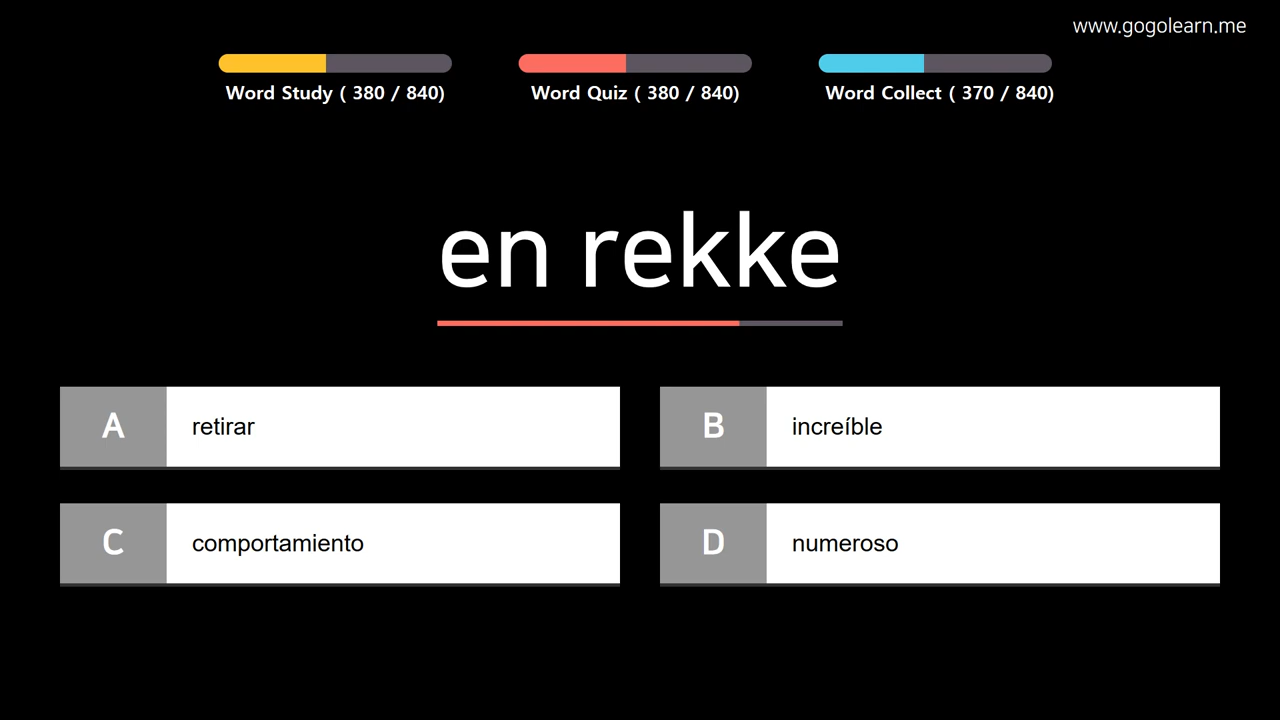 www.gogolearn.me
Word Study ( 380 / 840)
Word Quiz ( 380 / 840)
Word Collect ( 370 / 840)
en rekke
A retirar
B increíble
C comportamiento
D numeroso